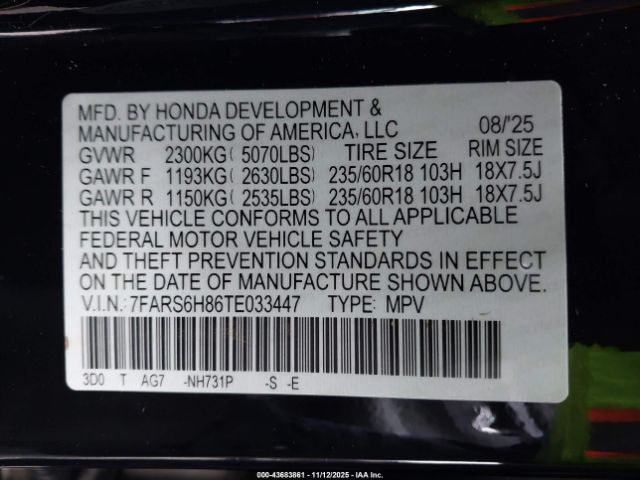 MFD. BY HONDA DEVELOPMENT &
MANUFACTURING OF AMERICA, LLC 08/'25
GVWR 2300KG( 5070LBS) TIRE SIZE RIM SIZE
GAWR F 1193KG( 2630LBS) 235/60R18 103H 18X7.5J
GAWR R 1150KG( 2535LBS) 235/60R18 103H 18X7.5J
THIS VEHICLE CONFORMS TO ALL APPLICABLE
FEDERAL MOTOR VEHICLE SAFETY
AND THEFT PREVENTION STANDARDS IN EFFECT
ON THE DATE OF MANUFACTURE SHOWN ABOVE.
V.I.N.: 7FARS6H86TE033447 TYPE: MPV
3D0 T AG7 -NH731P -S -E
000-43683861 - 11/12/2025 - IAA Inc.